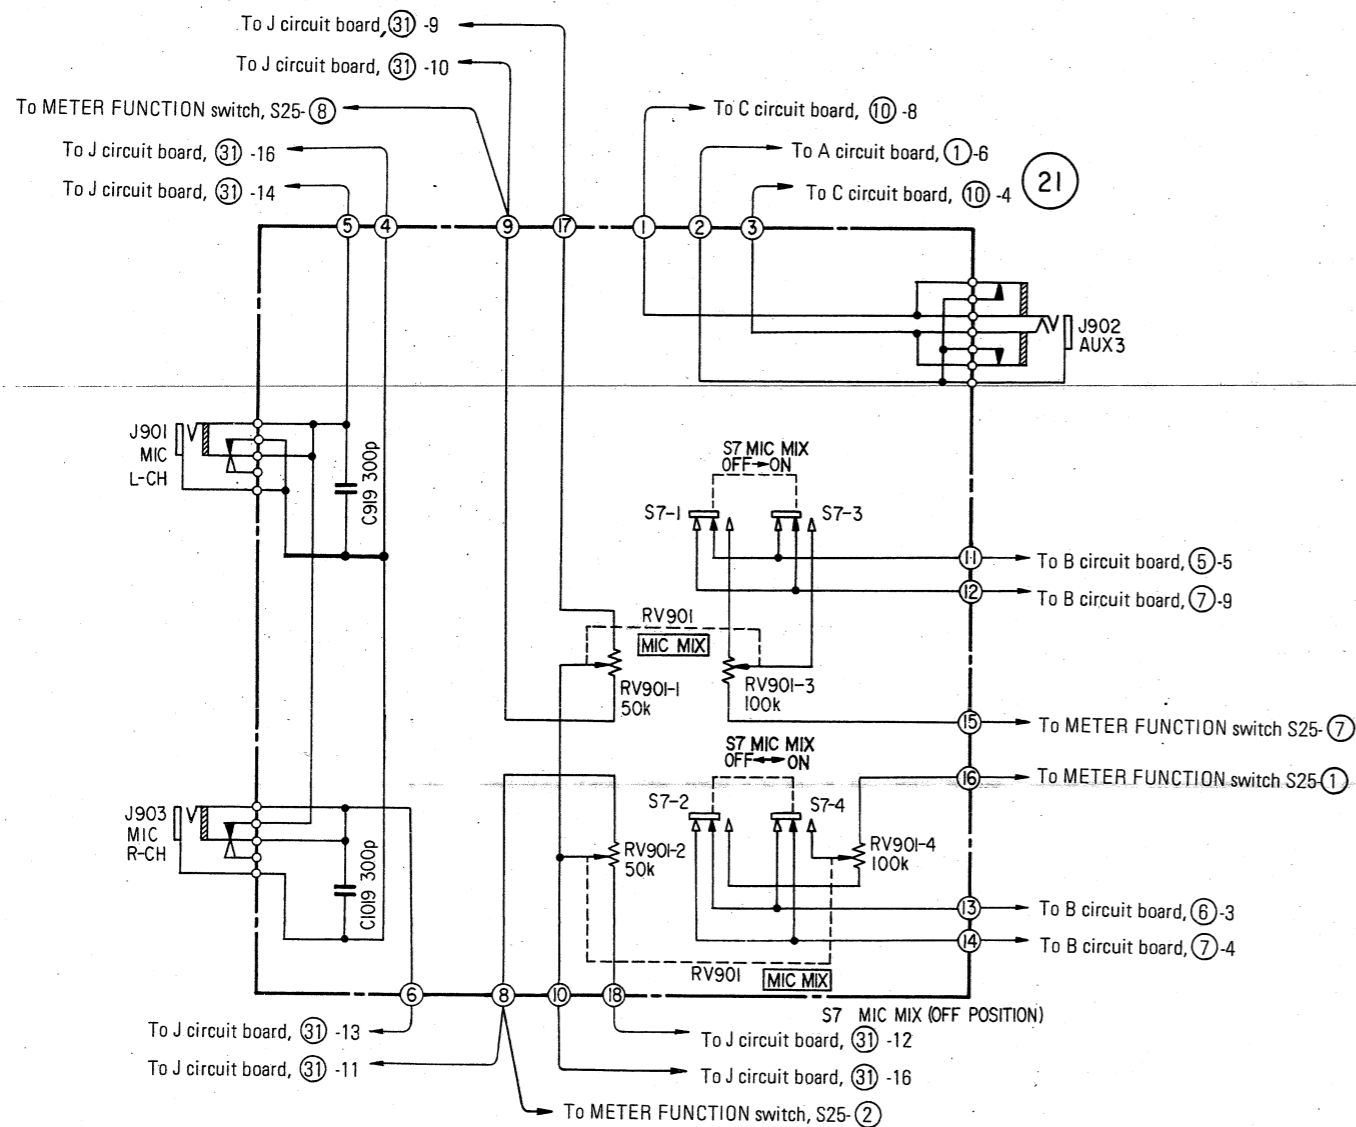 To J circuit board, 31 -9
To J circuit board, 31 -10
To METER FUNCTION switch, S25- 8
To J circuit board, 31 -16
To J circuit board, 31 -14
To C circuit board, 10 -8
To A circuit board, 1 -6
To C circuit board, 10 -4
21
5 4 9 17 1 2 3
J902
AUX3
J901
MIC
L-CH
C919 300p
S7 MIC MIX
OFF→ON
S7-1
S7-3
11
To B circuit board, 5 -5
12
To B circuit board, 7 -9
RV901
MIC MIX
RV901-1
50k
RV901-3
100k
15
To METER FUNCTION switch S25- 7
S7 MIC MIX
OFF↔ON
16
To METER FUNCTION switch S25- 1
S7-2
S7-4
J903
MIC
R-CH
C1019 300p
RV901-2
50k
RV901-4
100k
13
To B circuit board, 6 -3
14
To B circuit board, 7 -4
RV901
MIC MIX
6 8 10 18
S7 MIC MIX (OFF POSITION)
To J circuit board, 31 -13
To J circuit board, 31 -12
To J circuit board, 31 -11
To J circuit board, 31 -16
To METER FUNCTION switch, S25- 2